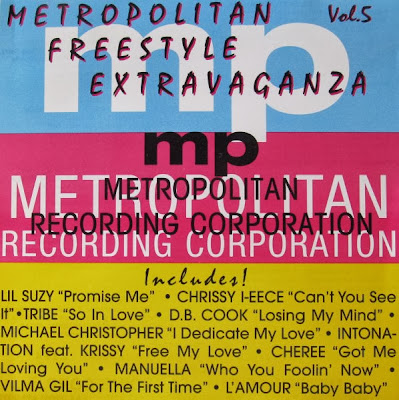 METROPOLITAN Vol.5
FREESTYLE
EXTRAVAGANZA
mp
mp
METROPOLITAN
METROPOLITAN
RECORDING CORPORATION
RECORDING CORPORATION
Includes!
LIL SUZY "Promise Me" • CHRISSY I-EECE "Can't You See
It" • TRIBE "So In Love" • D.B. COOK "Losing My Mind" •
MICHAEL CHRISTOPHER "I Dedicate My Love" • INTONA-
TION feat. KRISSY "Free My Love" • CHEREE "Got Me
Loving You" • MANUELLA "Who You Foolin' Now" •
VILMA GIL "For The First Time" • L'AMOUR "Baby Baby"